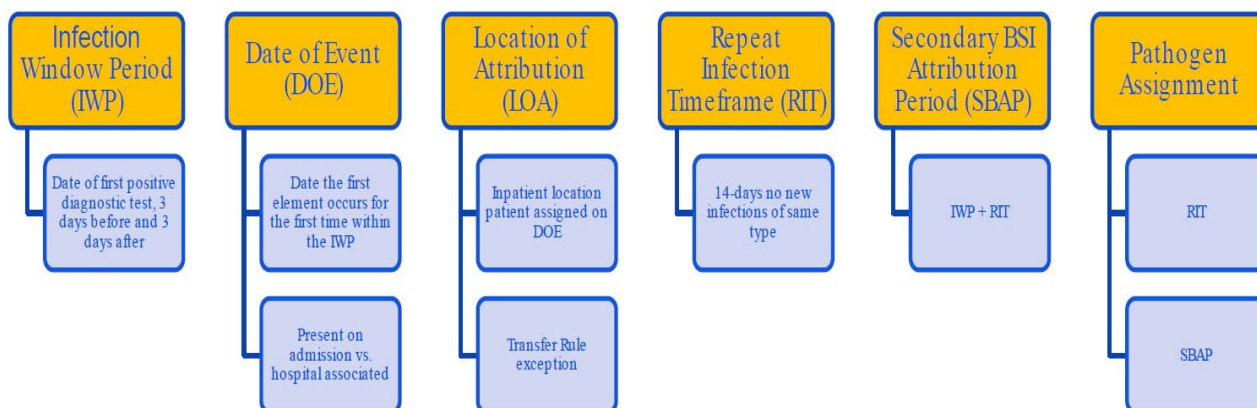 Infection
Window Period
(IWP)
Date of first positive
diagnostic test, 3
days before and 3
days after
Date of Event
(DOE)
Date the first
element occurs for
the first time within
the IWP
Present on
admission vs.
hospital associated
Location of
Attribution
(LOA)
Inpatient location
patient assigned on
DOE
Transfer Rule
exception
Repeat
Infection
Timeframe (RIT)
14-days no new
infections of same
type
Secondary BSI
Attribution
Period (SBAP)
IWP + RIT
Pathogen
Assignment
RIT
SBAP